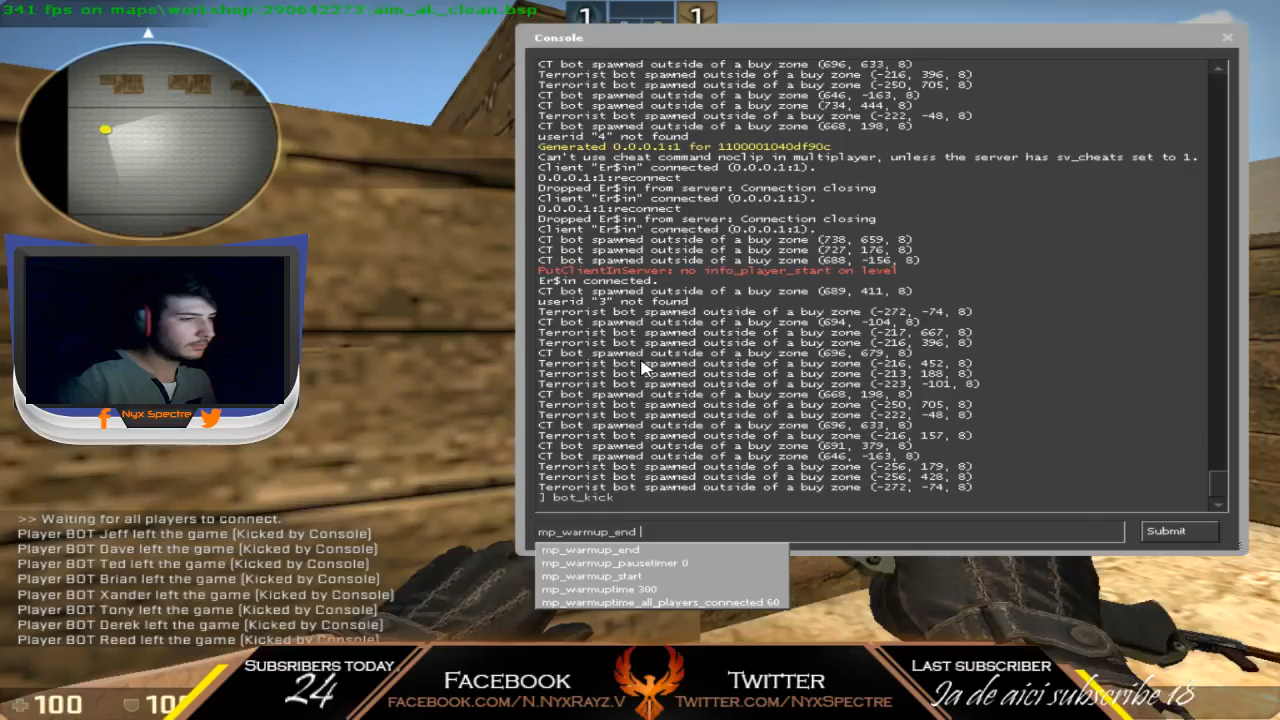 341 fps on maps\workshop\290642273\aim_al._clean.bsp
1
1
Console
CT bot spawned outside of a buy zone (696, 633, 8)
Terrorist bot spawned outside of a buy zone (-216, 396, 8)
Terrorist bot spawned outside of a buy zone (-250, 705, 8)
CT bot spawned outside of a buy zone (646, -163, 8)
CT bot spawned outside of a buy zone (734, 444, 8)
Terrorist bot spawned outside of a buy zone (-222, -48, 8)
CT bot spawned outside of a buy zone (668, 198, 8)
userid "4" not found
Generated 0.0.0.1:1 for 1100001040df90c
Can't use cheat command noclip in multiplayer, unless the server has sv_cheats set to 1.
Client "Er$in" connected (0.0.0.1:1).
0.0.0.1:1:reconnect
Dropped Er$in from server: Connection closing
Client "Er$in" connected (0.0.0.1:1).
0.0.0.1:1:reconnect
Dropped Er$in from server: Connection closing
Client "Er$in" connected (0.0.0.1:1).
CT bot spawned outside of a buy zone (738, 659, 8)
CT bot spawned outside of a buy zone (727, 176, 8)
CT bot spawned outside of a buy zone (688, -156, 8)
PutClientInServer: no info_player_start on level
Er$in connected.
CT bot spawned outside of a buy zone (689, 411, 8)
userid "3" not found
Terrorist bot spawned outside of a buy zone (-272, -74, 8)
CT bot spawned outside of a buy zone (694, -104, 8)
Terrorist bot spawned outside of a buy zone (-217, 667, 8)
Terrorist bot spawned outside of a buy zone (-216, 396, 8)
CT bot spawned outside of a buy zone (696, 679, 8)
Terrorist bot spawned outside of a buy zone (-216, 452, 8)
Terrorist bot spawned outside of a buy zone (-213, 188, 8)
Terrorist bot spawned outside of a buy zone (-223, -101, 8)
CT bot spawned outside of a buy zone (668, 198, 8)
Terrorist bot spawned outside of a buy zone (-250, 705, 8)
Terrorist bot spawned outside of a buy zone (-222, -48, 8)
CT bot spawned outside of a buy zone (696, 633, 8)
Terrorist bot spawned outside of a buy zone (-216, 157, 8)
CT bot spawned outside of a buy zone (691, 379, 8)
CT bot spawned outside of a buy zone (646, -163, 8)
Terrorist bot spawned outside of a buy zone (-256, 179, 8)
Terrorist bot spawned outside of a buy zone (-256, 428, 8)
Terrorist bot spawned outside of a buy zone (-272, -74, 8)
] bot_kick
mp_warmup_end
Submit
mp_warmup_end
mp_warmup_pausetimer 0
mp_warmup_start
mp_warmuptime 300
mp_warmuptime_all_players_connected 60
Nyx Spectre
>> Waiting for all players to connect.
Player BOT Jeff left the game [Kicked by Console]
Player BOT Dave left the game [Kicked by Console]
Player BOT Ted left the game [Kicked by Console]
Player BOT Brian left the game [Kicked by Console]
Player BOT Xander left the game [Kicked by Console]
Player BOT Tony left the game [Kicked by Console]
Player BOT Derek left the game [Kicked by Console]
Player BOT Reed left the game [Kicked by Console]
Subsribers today
24
Facebook
facebook.com/N.NyxRayz.V
Twitter
Twitter.com/NyxSpectre
Last subscriber
Ia de aici subscribe 18
100